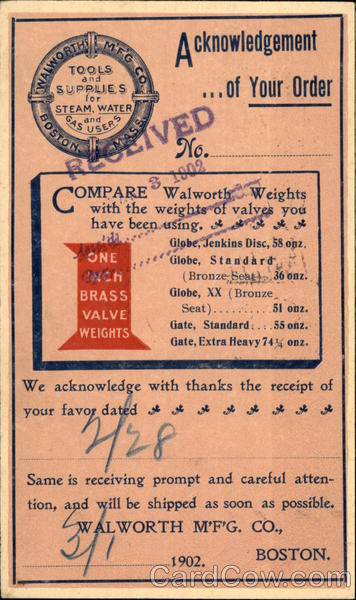 WALWORTH M'F'G. CO.
BOSTON, MASS.
TOOLS
and
SUPPLIES
for
STEAM, WATER
and
GAS USERS
Acknowledgement
...of Your Order
RECEIVED
3 1902
No.
COMPARE Walworth Weights
with the weights of valves you
have been using.
Globe, Jenkins Disc, 58 onz.
Globe, Standard
(Bronze Seat) 36 onz.
Globe, XX (Bronze
Seat).......... 51 onz.
Gate, Standard....55 onz.
Gate, Extra Heavy 74¼ onz.
ONE
INCH
BRASS
VALVE
WEIGHTS
We acknowledge with thanks the receipt of
your favor dated
2/28
Same is receiving prompt and careful atten-
tion, and will be shipped as soon as possible.
WALWORTH M'F'G. CO.,
3/1 1902. BOSTON.
CardCow.com